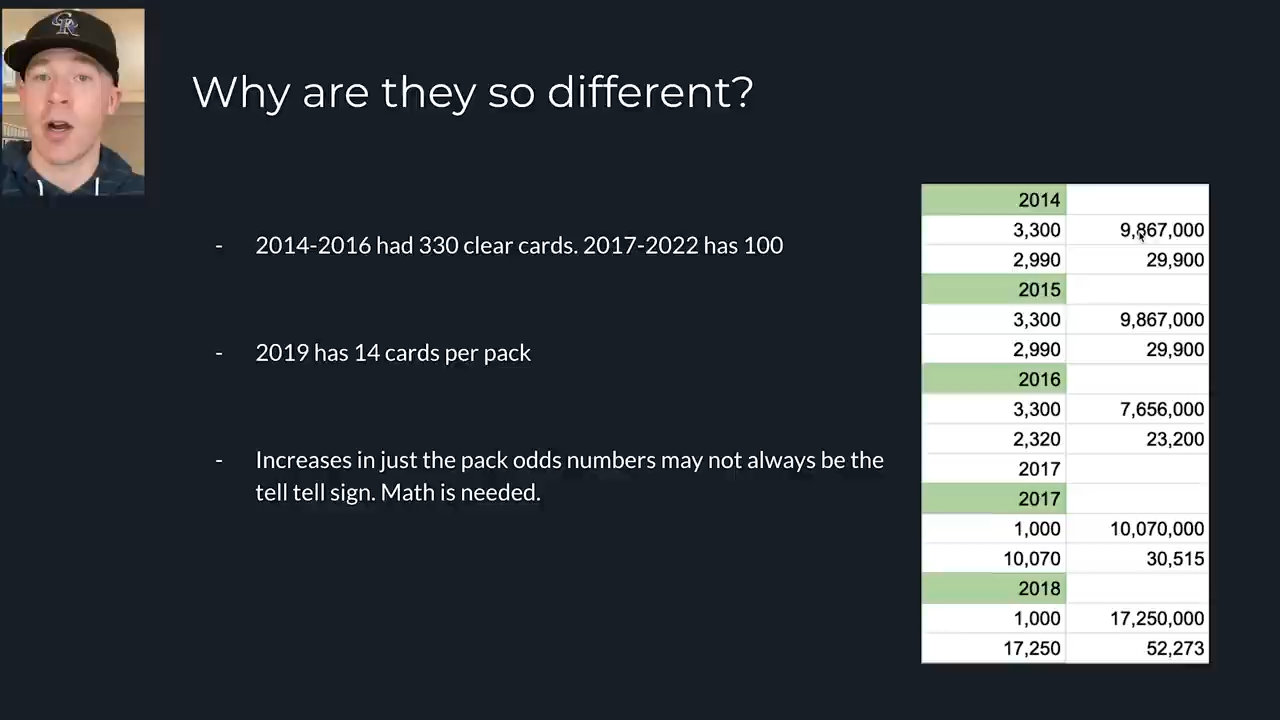 Why are they so different?
- 2014-2016 had 330 clear cards. 2017-2022 has 100
- 2019 has 14 cards per pack
- Increases in just the pack odds numbers may not always be the
tell tell sign. Math is needed.
2014
3,300 9,867,000
2,990 29,900
2015
3,300 9,867,000
2,990 29,900
2016
3,300 7,656,000
2,320 23,200
2017
2017
1,000 10,070,000
10,070 30,515
2018
1,000 17,250,000
17,250 52,273
CR